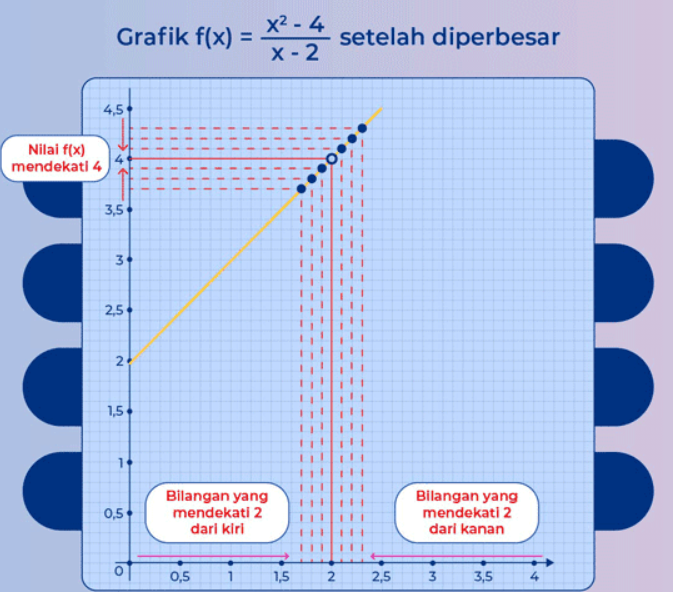 Grafik f(x) = x² - 4 / x - 2 setelah diperbesar
4,5
Nilai f(x)
mendekati 4
4
3,5
3
2,5
2
1,5
1
0,5
Bilangan yang
mendekati 2
dari kiri
Bilangan yang
mendekati 2
dari kanan
0
0,5
1
1,5
2
2,5
3
3,5
4